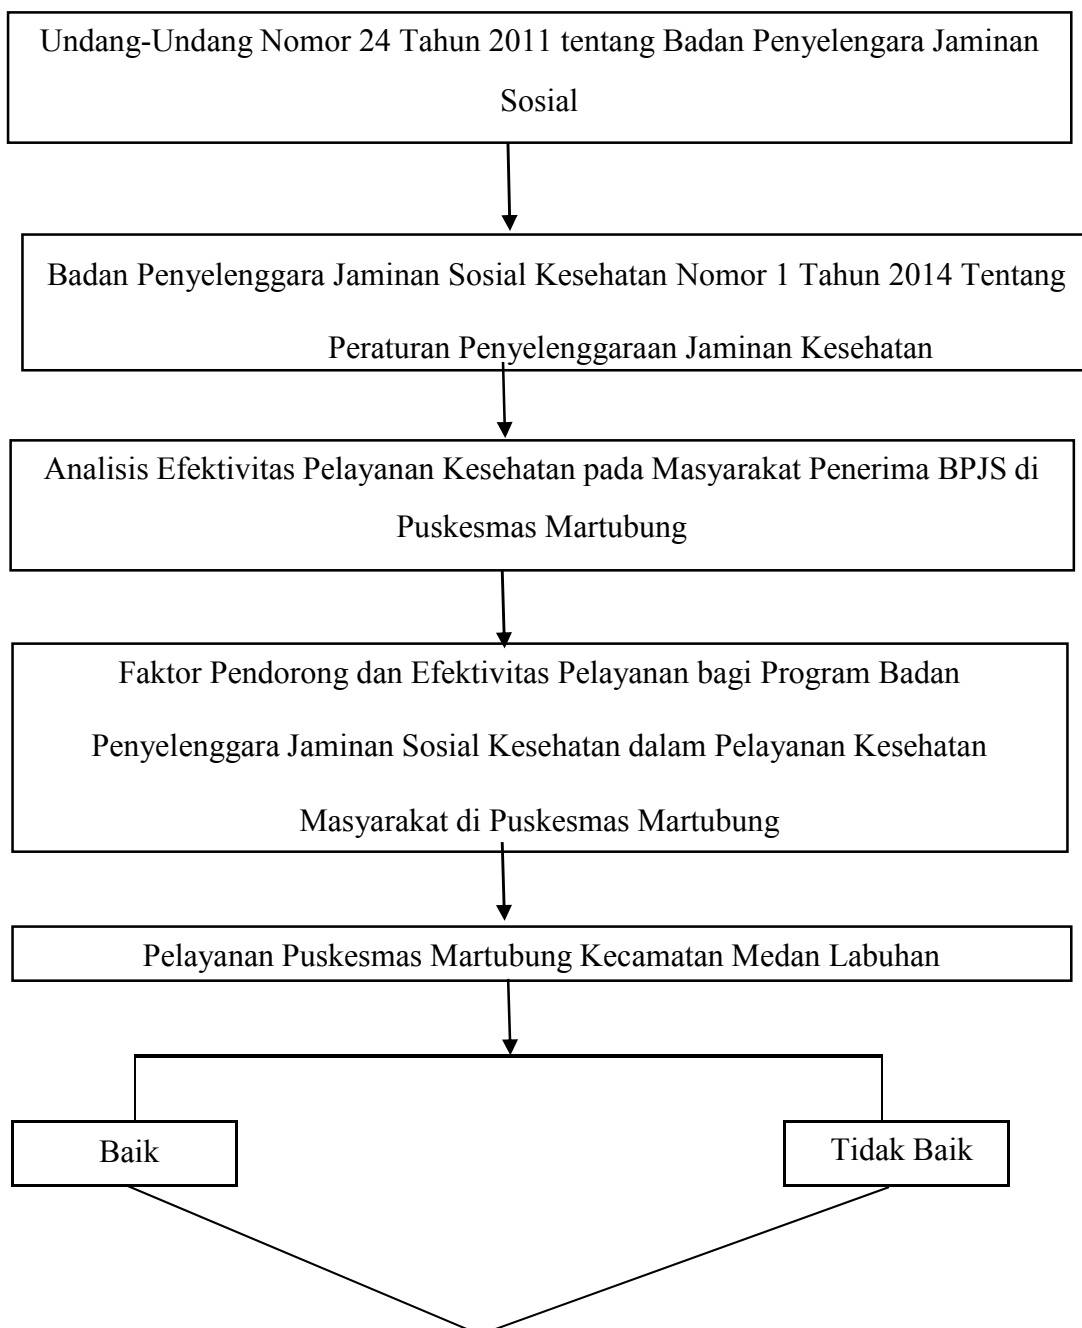 Undang-Undang Nomor 24 Tahun 2011 tentang Badan Penyelengara Jaminan
Sosial
Badan Penyelenggara Jaminan Sosial Kesehatan Nomor 1 Tahun 2014 Tentang
Peraturan Penyelenggaraan Jaminan Kesehatan
Analisis Efektivitas Pelayanan Kesehatan pada Masyarakat Penerima BPJS di
Puskesmas Martubung
Faktor Pendorong dan Efektivitas Pelayanan bagi Program Badan
Penyelenggara Jaminan Sosial Kesehatan dalam Pelayanan Kesehatan
Masyarakat di Puskesmas Martubung
Pelayanan Puskesmas Martubung Kecamatan Medan Labuhan
Baik
Tidak Baik